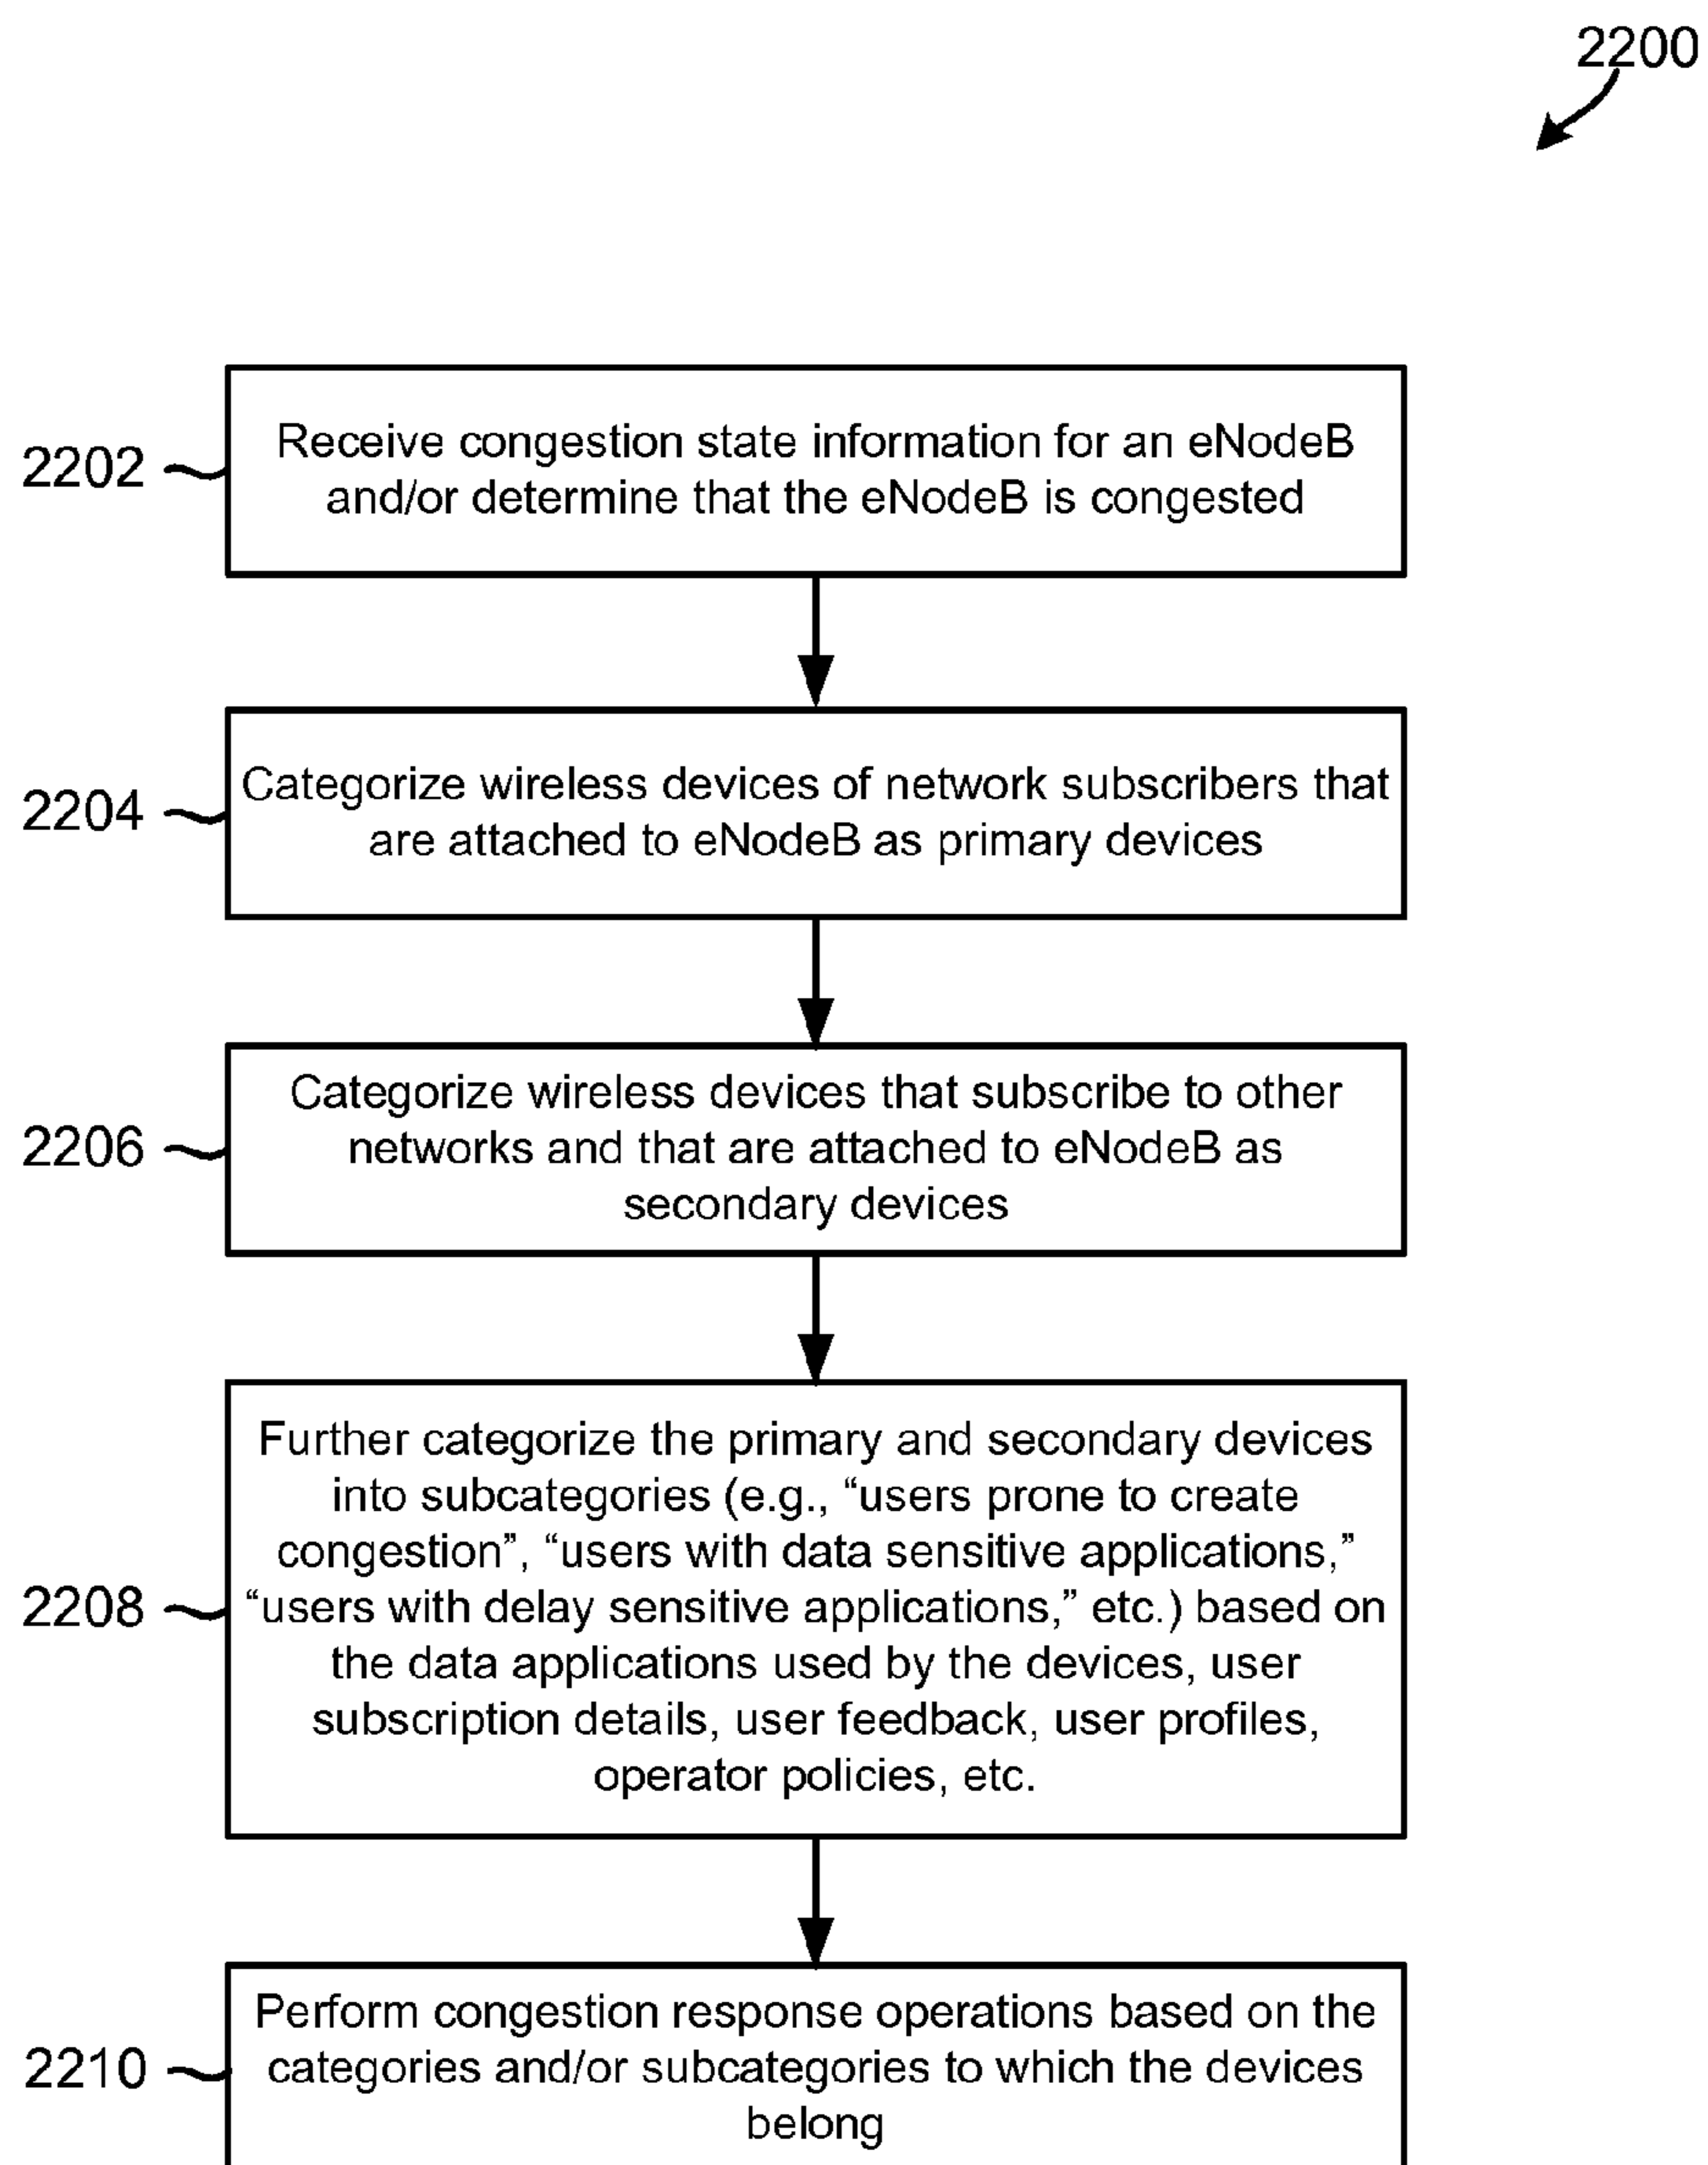 2200
2202
Receive congestion state information for an eNodeB
and/or determine that the eNodeB is congested
2204
Categorize wireless devices of network subscribers that
are attached to eNodeB as primary devices
2206
Categorize wireless devices that subscribe to other
networks and that are attached to eNodeB as
secondary devices
2208
Further categorize the primary and secondary devices
into subcategories (e.g., “users prone to create
congestion”, “users with data sensitive applications,”
“users with delay sensitive applications,” etc.) based on
the data applications used by the devices, user
subscription details, user feedback, user profiles,
operator policies, etc.
2210
Perform congestion response operations based on the
categories and/or subcategories to which the devices
belong